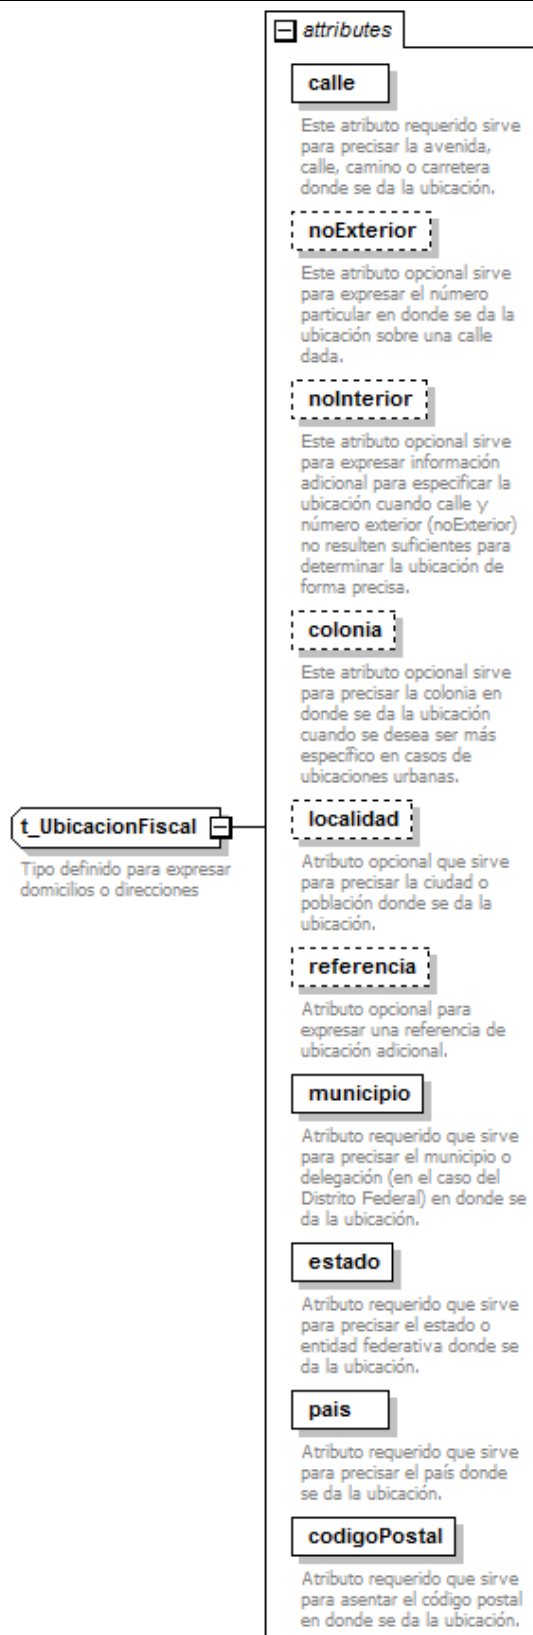 attributes
calle
Este atributo requerido sirve
para precisar la avenida,
calle, camino o carretera
donde se da la ubicación.
noExterior
Este atributo opcional sirve
para expresar el número
particular en donde se da la
ubicación sobre una calle
dada.
noInterior
Este atributo opcional sirve
para expresar información
adicional para especificar la
ubicación cuando calle y
número exterior (noExterior)
no resulten suficientes para
determinar la ubicación de
forma precisa.
colonia
Este atributo opcional sirve
para precisar la colonia en
donde se da la ubicación
cuando se desea ser más
específico en casos de
ubicaciones urbanas.
t_UbicacionFiscal
Tipo definido para expresar
domicilios o direcciones
localidad
Atributo opcional que sirve
para precisar la ciudad o
población donde se da la
ubicación.
referencia
Atributo opcional para
expresar una referencia de
ubicación adicional.
municipio
Atributo requerido que sirve
para precisar el municipio o
delegación (en el caso del
Distrito Federal) en donde se
da la ubicación.
estado
Atributo requerido que sirve
para precisar el estado o
entidad federativa donde se
da la ubicación.
pais
Atributo requerido que sirve
para precisar el país donde
se da la ubicación.
codigoPostal
Atributo requerido que sirve
para asentar el código postal
en donde se da la ubicación.